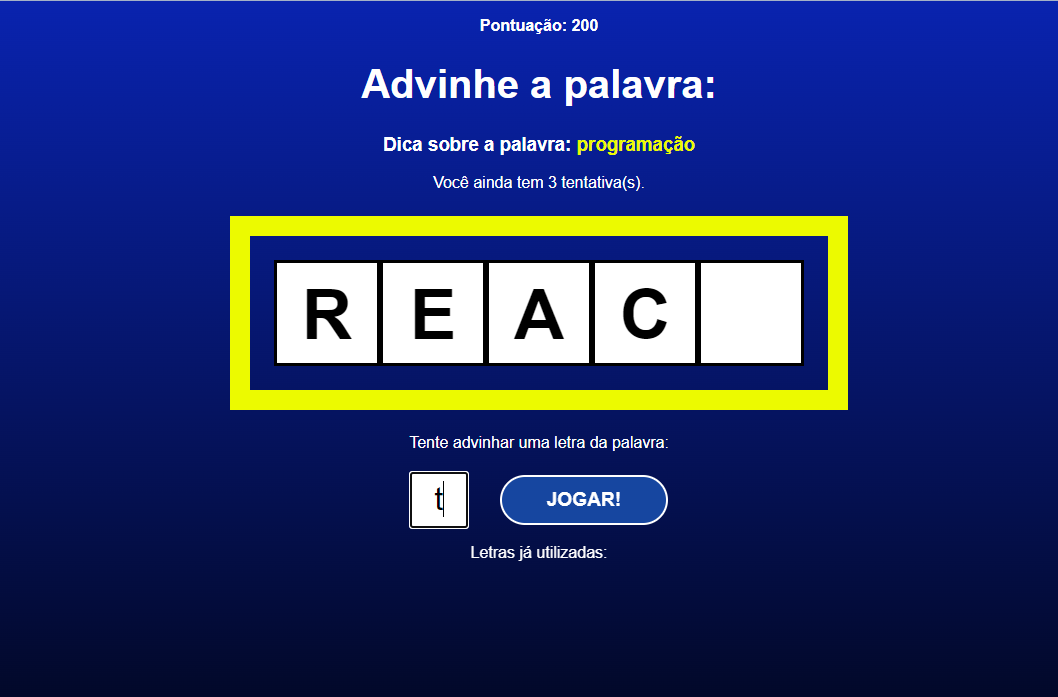 Pontuação: 200
Advinhe a palavra:
Dica sobre a palavra: programação
Você ainda tem 3 tentativa(s).
R E A C
Tente advinhar uma letra da palavra:
t JOGAR!
Letras já utilizadas: